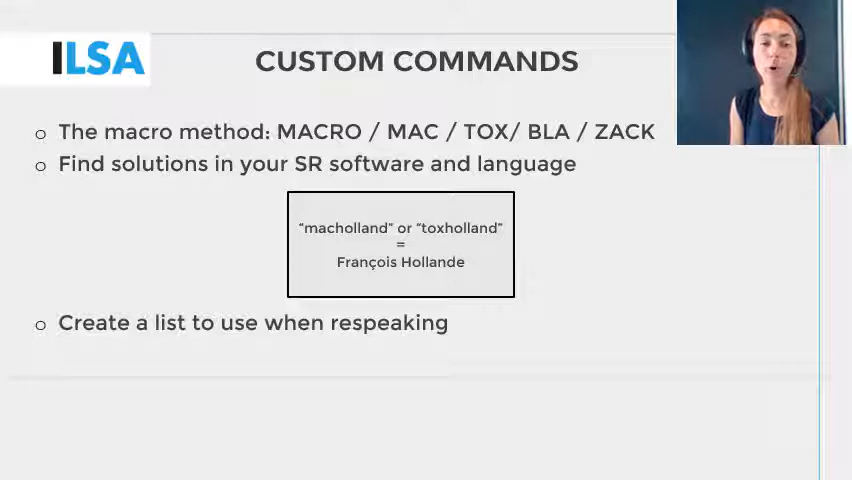 ILSA
CUSTOM COMMANDS
The macro method: MACRO / MAC / TOX/ BLA / ZACK
Find solutions in your SR software and language
“macholland” or “toxholland”
=
François Hollande
Create a list to use when respeaking